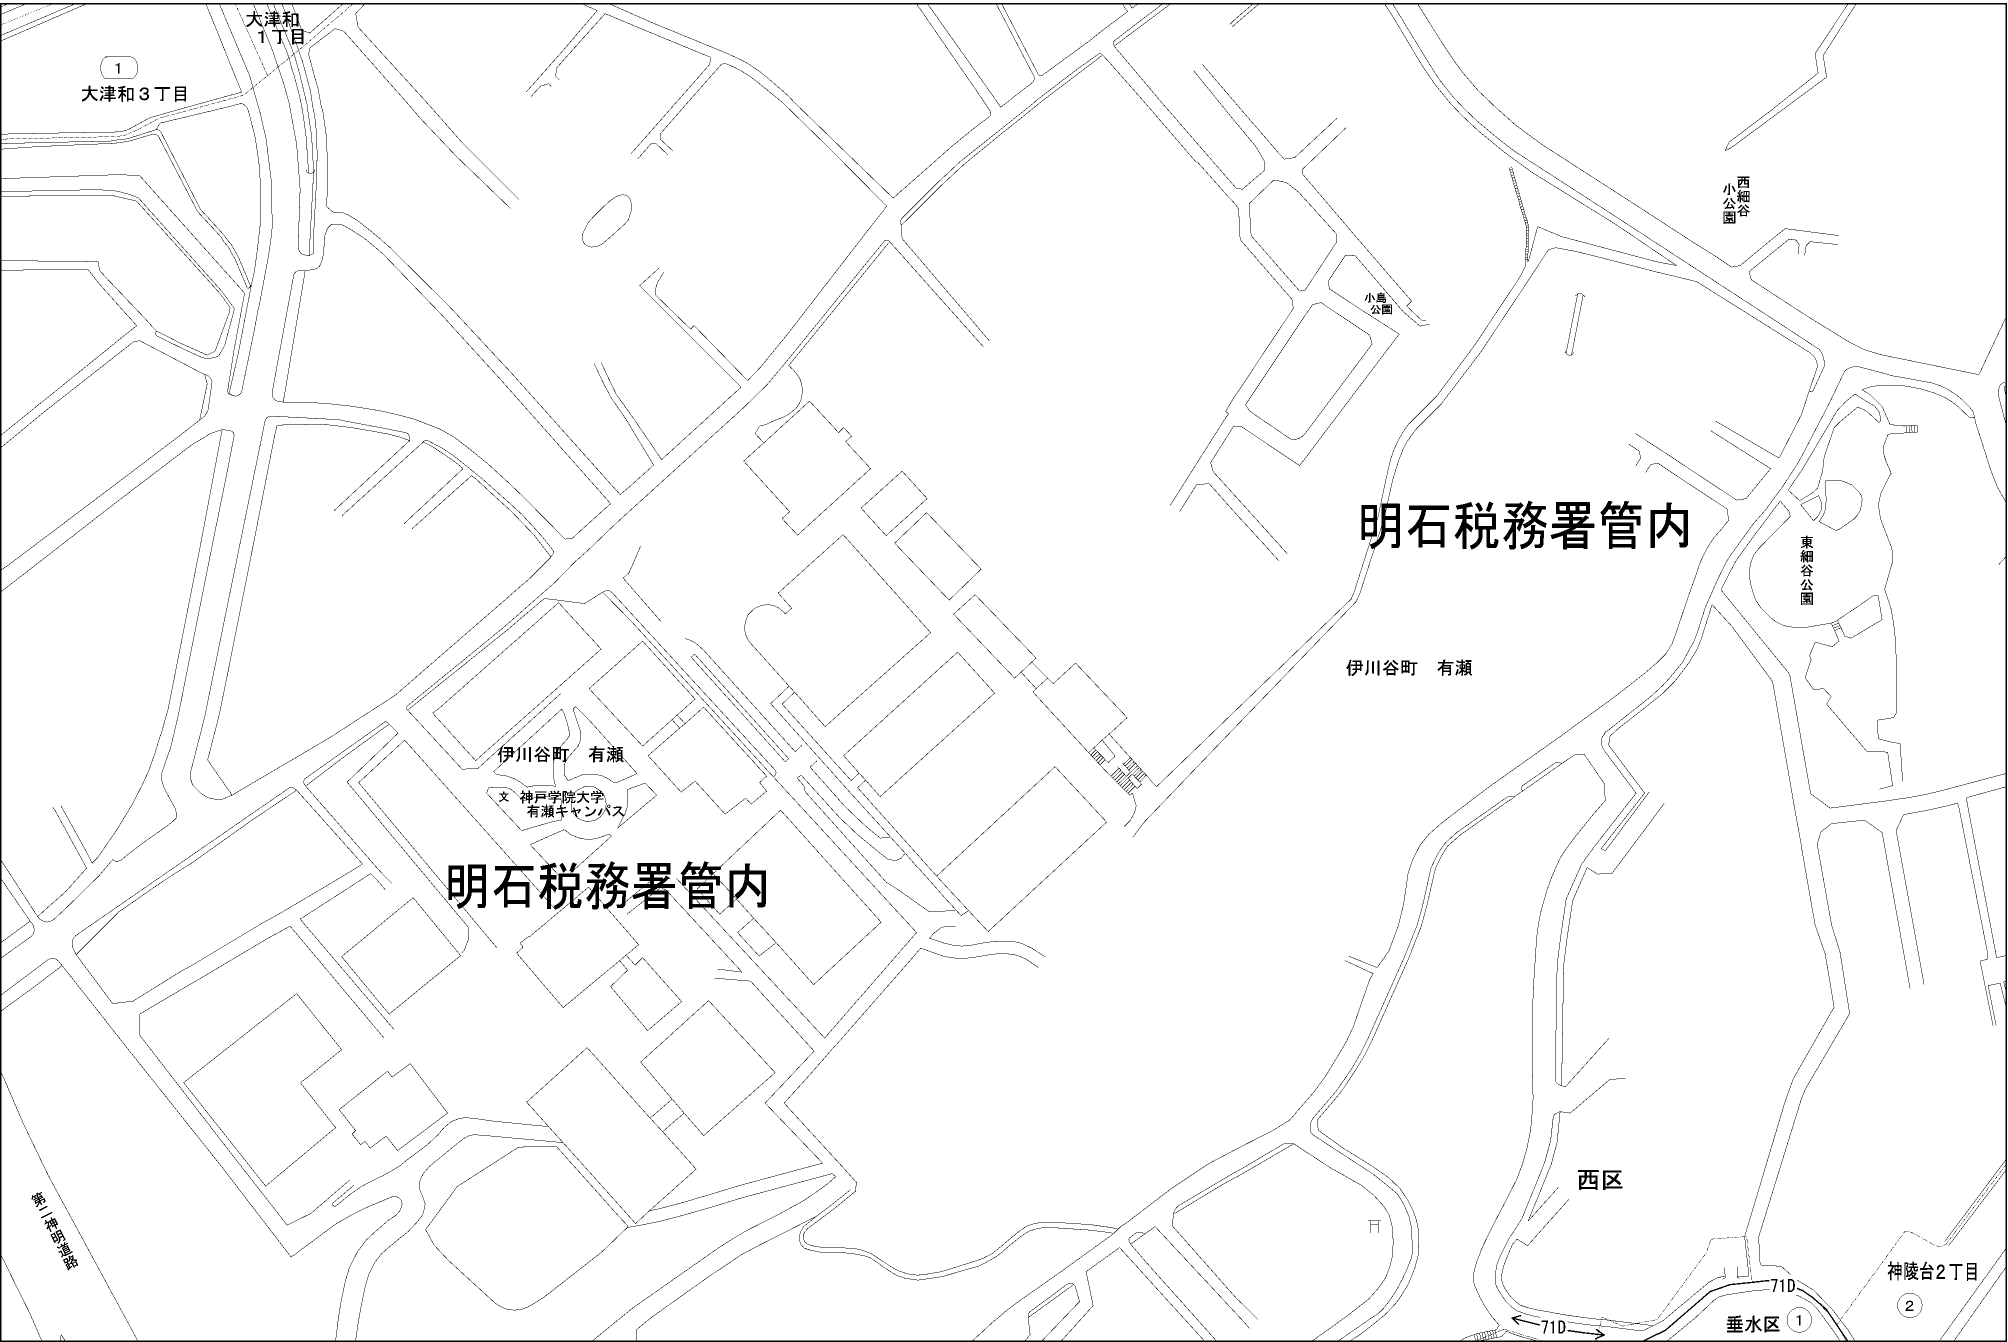 大津和
1丁目
1
大津和3丁目
西細谷
小公園
小島
公園
明石税務署管内
東細谷公園
伊川谷町 有瀬
伊川谷町 有瀬
文 神戸学院大学
有瀬キャンパス
明石税務署管内
西区
第二神明道路
神陵台2丁目
71D
2
71D
垂水区 1